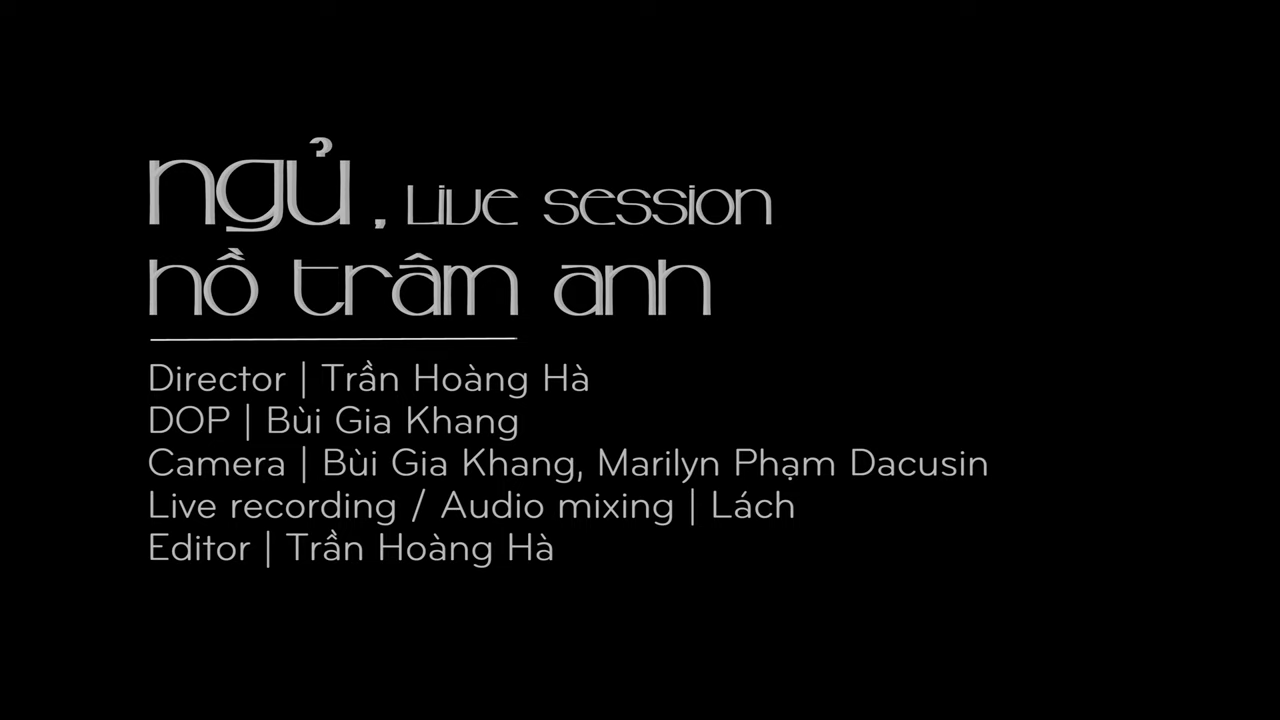 ngủ, Live session
hồ trâm anh
Director | Trần Hoàng Hà
DOP | Bùi Gia Khang
Camera | Bùi Gia Khang, Marilyn Phạm Dacusin
Live recording / Audio mixing | Lách
Editor | Trần Hoàng Hà